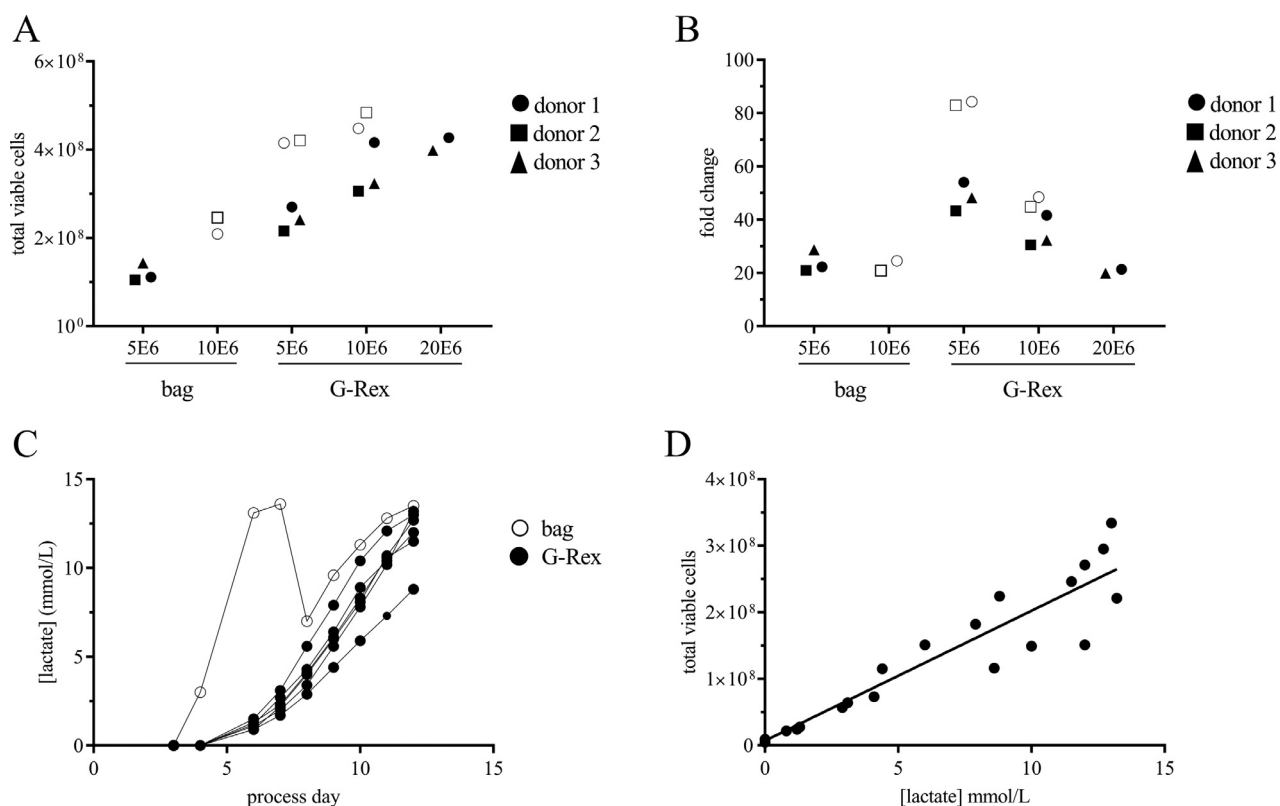 A
6×10⁸
4×10⁸
2×10⁸
10⁰
total viable cells
5E6 10E6 5E6 10E6 20E6
bag G-Rex
donor 1
donor 2
donor 3
B
100
80
60
40
20
0
fold change
5E6 10E6 5E6 10E6 20E6
bag G-Rex
donor 1
donor 2
donor 3
C
15
10
5
0
[lactate] (mmol/L)
0 5 10 15
process day
bag
G-Rex
D
4×10⁸
3×10⁸
2×10⁸
1×10⁸
0
total viable cells
0 5 10 15
[lactate] mmol/L